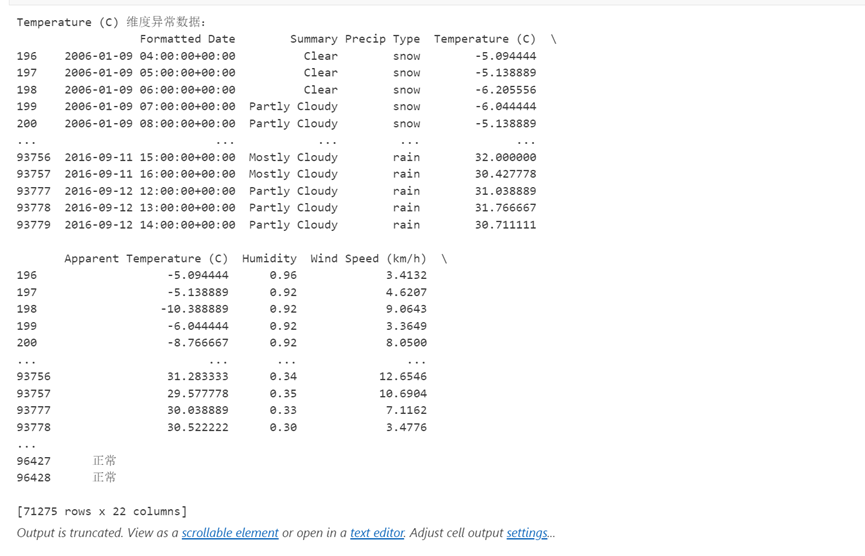 Temperature (C) 维度异常数据:
Formatted Date Summary Precip Type Temperature (C) \
196 2006-01-09 04:00:00+00:00 Clear snow -5.094444
197 2006-01-09 05:00:00+00:00 Clear snow -5.138889
198 2006-01-09 06:00:00+00:00 Clear snow -6.205556
199 2006-01-09 07:00:00+00:00 Partly Cloudy snow -6.044444
200 2006-01-09 08:00:00+00:00 Partly Cloudy snow -5.138889
... ... ... ... ...
93756 2016-09-11 15:00:00+00:00 Mostly Cloudy rain 32.000000
93757 2016-09-11 16:00:00+00:00 Mostly Cloudy rain 30.427778
93777 2016-09-12 12:00:00+00:00 Partly Cloudy rain 31.038889
93778 2016-09-12 13:00:00+00:00 Partly Cloudy rain 31.766667
93779 2016-09-12 14:00:00+00:00 Partly Cloudy rain 30.711111
Apparent Temperature (C) Humidity Wind Speed (km/h) \
196 -5.094444 0.96 3.4132
197 -5.138889 0.92 4.6207
198 -10.388889 0.92 9.0643
199 -6.044444 0.92 3.3649
200 -8.766667 0.92 8.0500
... ... ... ...
93756 31.283333 0.34 12.6546
93757 29.577778 0.35 10.6904
93777 30.038889 0.33 7.1162
93778 30.522222 0.30 3.4776
...
96427 正常
96428 正常
[71275 rows x 22 columns]
Output is truncated. View as a scrollable element or open in a text editor. Adjust cell output settings...